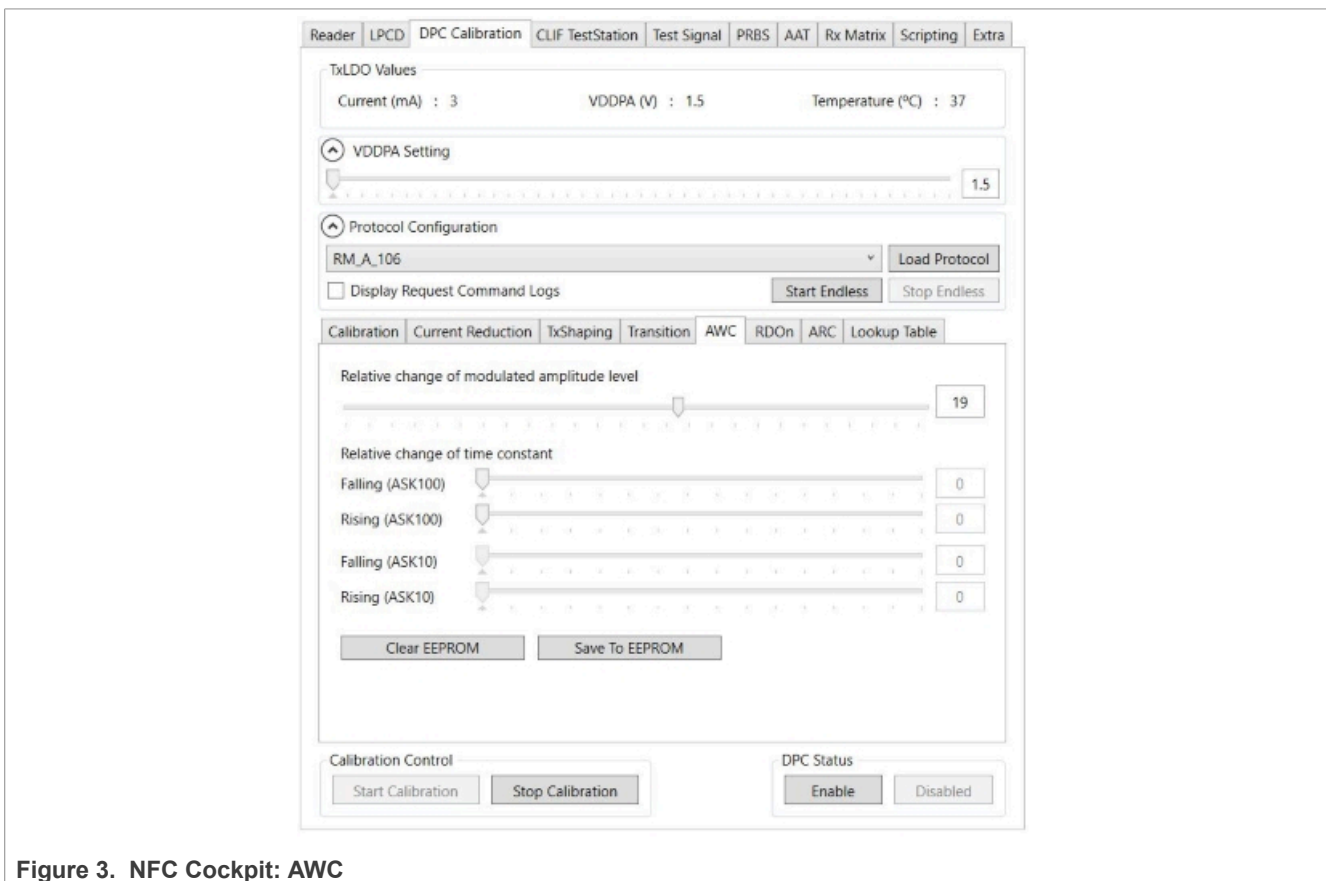 Reader LPCD DPC Calibration CLIF TestStation Test Signal PRBS AAT Rx Matrix Scripting Extra
TxLDO Values
Current (mA) : 3 VDDPA (V) : 1.5 Temperature (ºC) : 37
VDDPA Setting
1.5
Protocol Configuration
RM_A_106 Load Protocol
Display Request Command Logs Start Endless Stop Endless
Calibration Current Reduction TxShaping Transition AWC RDOn ARC Lookup Table
Relative change of modulated amplitude level
19
Relative change of time constant
Falling (ASK100) 0
Rising (ASK100) 0
Falling (ASK10) 0
Rising (ASK10) 0
Clear EEPROM Save To EEPROM
Calibration Control DPC Status
Start Calibration Stop Calibration Enable Disabled
Figure 3. NFC Cockpit: AWC